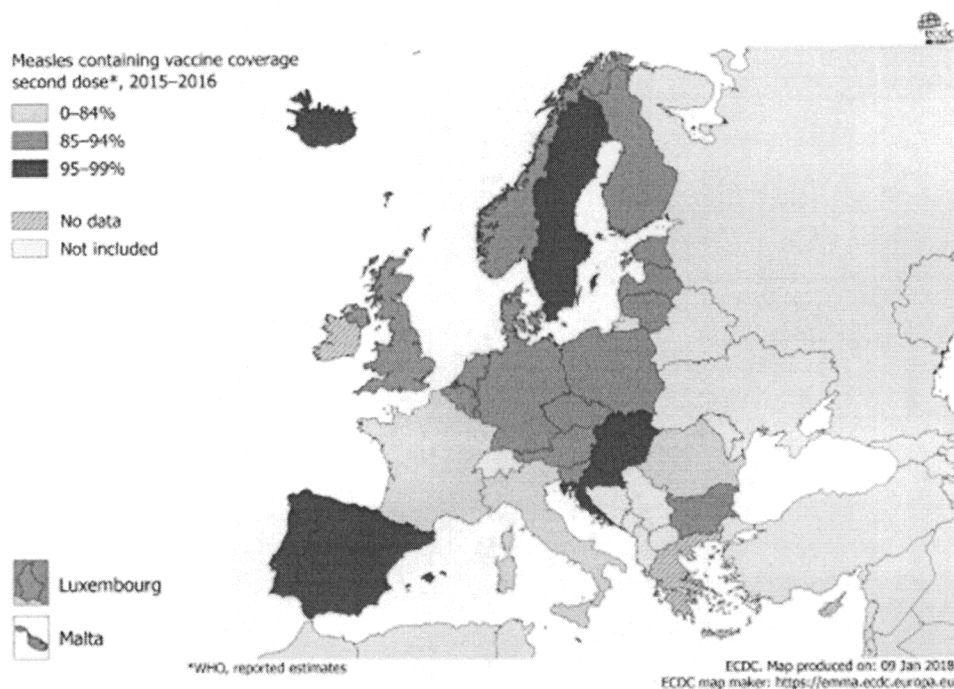 ecdc
Measles containing vaccine coverage
second dose*, 2015–2016
0–84%
85–94%
95–99%
No data
Not included
Luxembourg
Malta
*WHO, reported estimates
ECDC. Map produced on: 09 Jan 2018
ECDC map maker: https://emma.ecdc.europa.eu